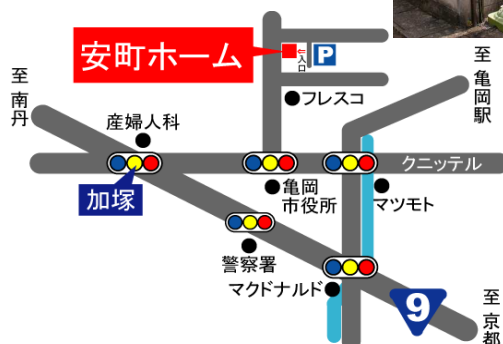 安町ホーム
⇐入口
P
至亀岡駅
至南丹
フレスコ
産婦人科
クニッテル
加塚
亀岡
市役所
マツモト
警察署
マクドナルド
9
至京都